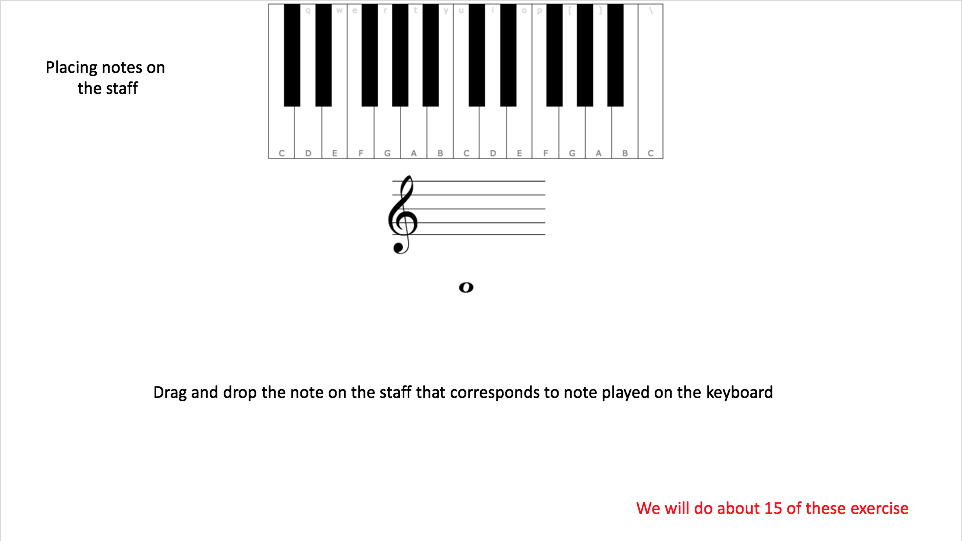 q w e r t y u i o p [ ] \
Placing notes on
the staff
C D E F G A B C D E F G A B C
Drag and drop the note on the staff that corresponds to note played on the keyboard
We will do about 15 of these exercise